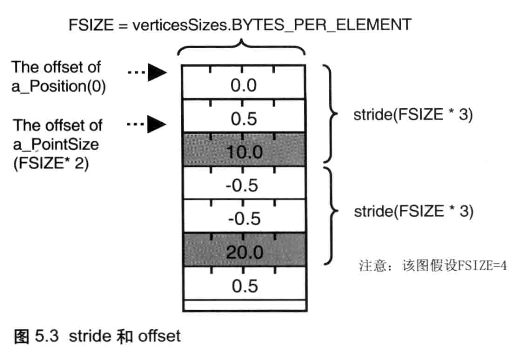 FSIZE = verticesSizes.BYTES_PER_ELEMENT
The offset of
a_Position(0)
0.0
0.5
stride(FSIZE * 3)
The offset of
a_PointSize
(FSIZE* 2)
10.0
-0.5
-0.5
stride(FSIZE * 3)
20.0
0.5
注意：该图假设FSIZE=4
图 5.3 stride 和 offset